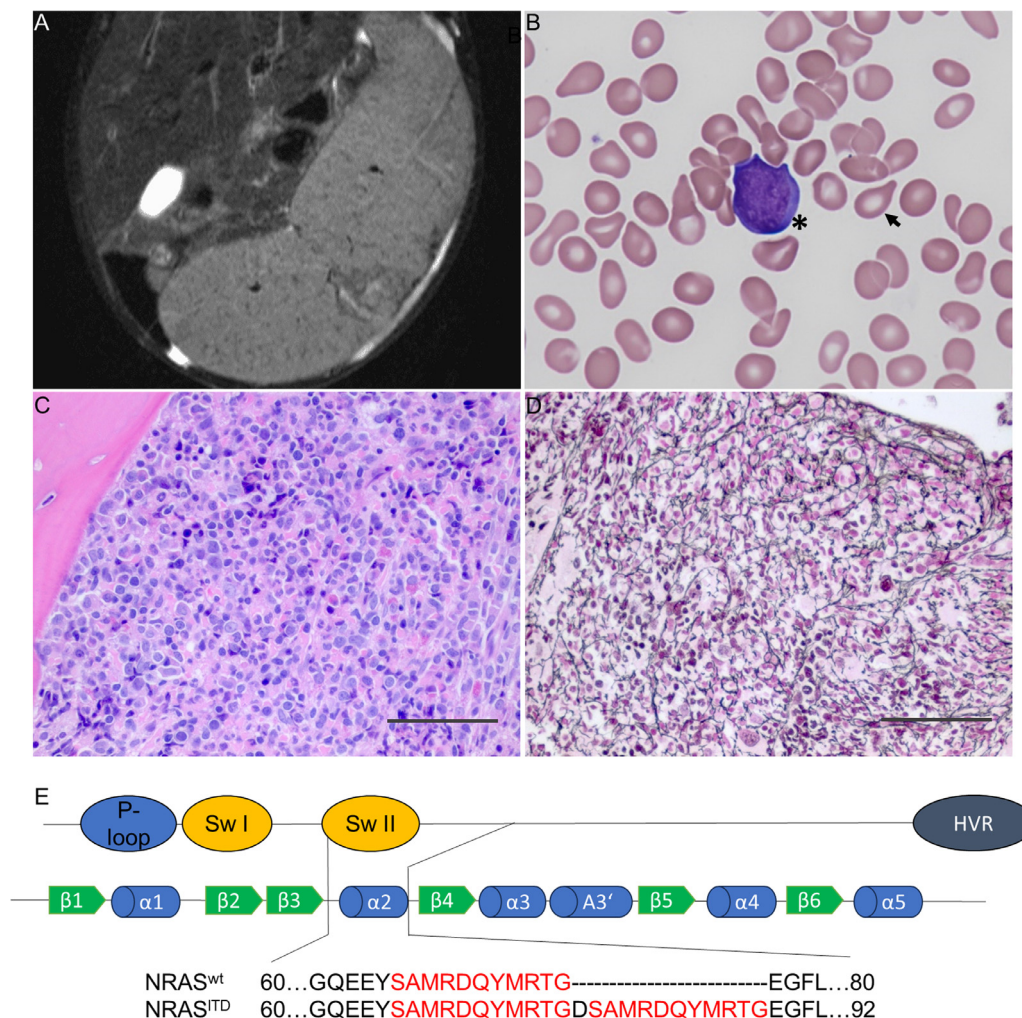 A
B
B
*
C
D
E
P-
loop
Sw I
Sw II
HVR
β1 α1 β2 β3 α2 β4 α3 A3‘ β5 α4 β6 α5
NRASwt 60…GQEEYSAMRDQYMRTG--------------------------EGFL…80
NRASITD 60…GQEEYSAMRDQYMRTGDSAMRDQYMRTGEGFL…92